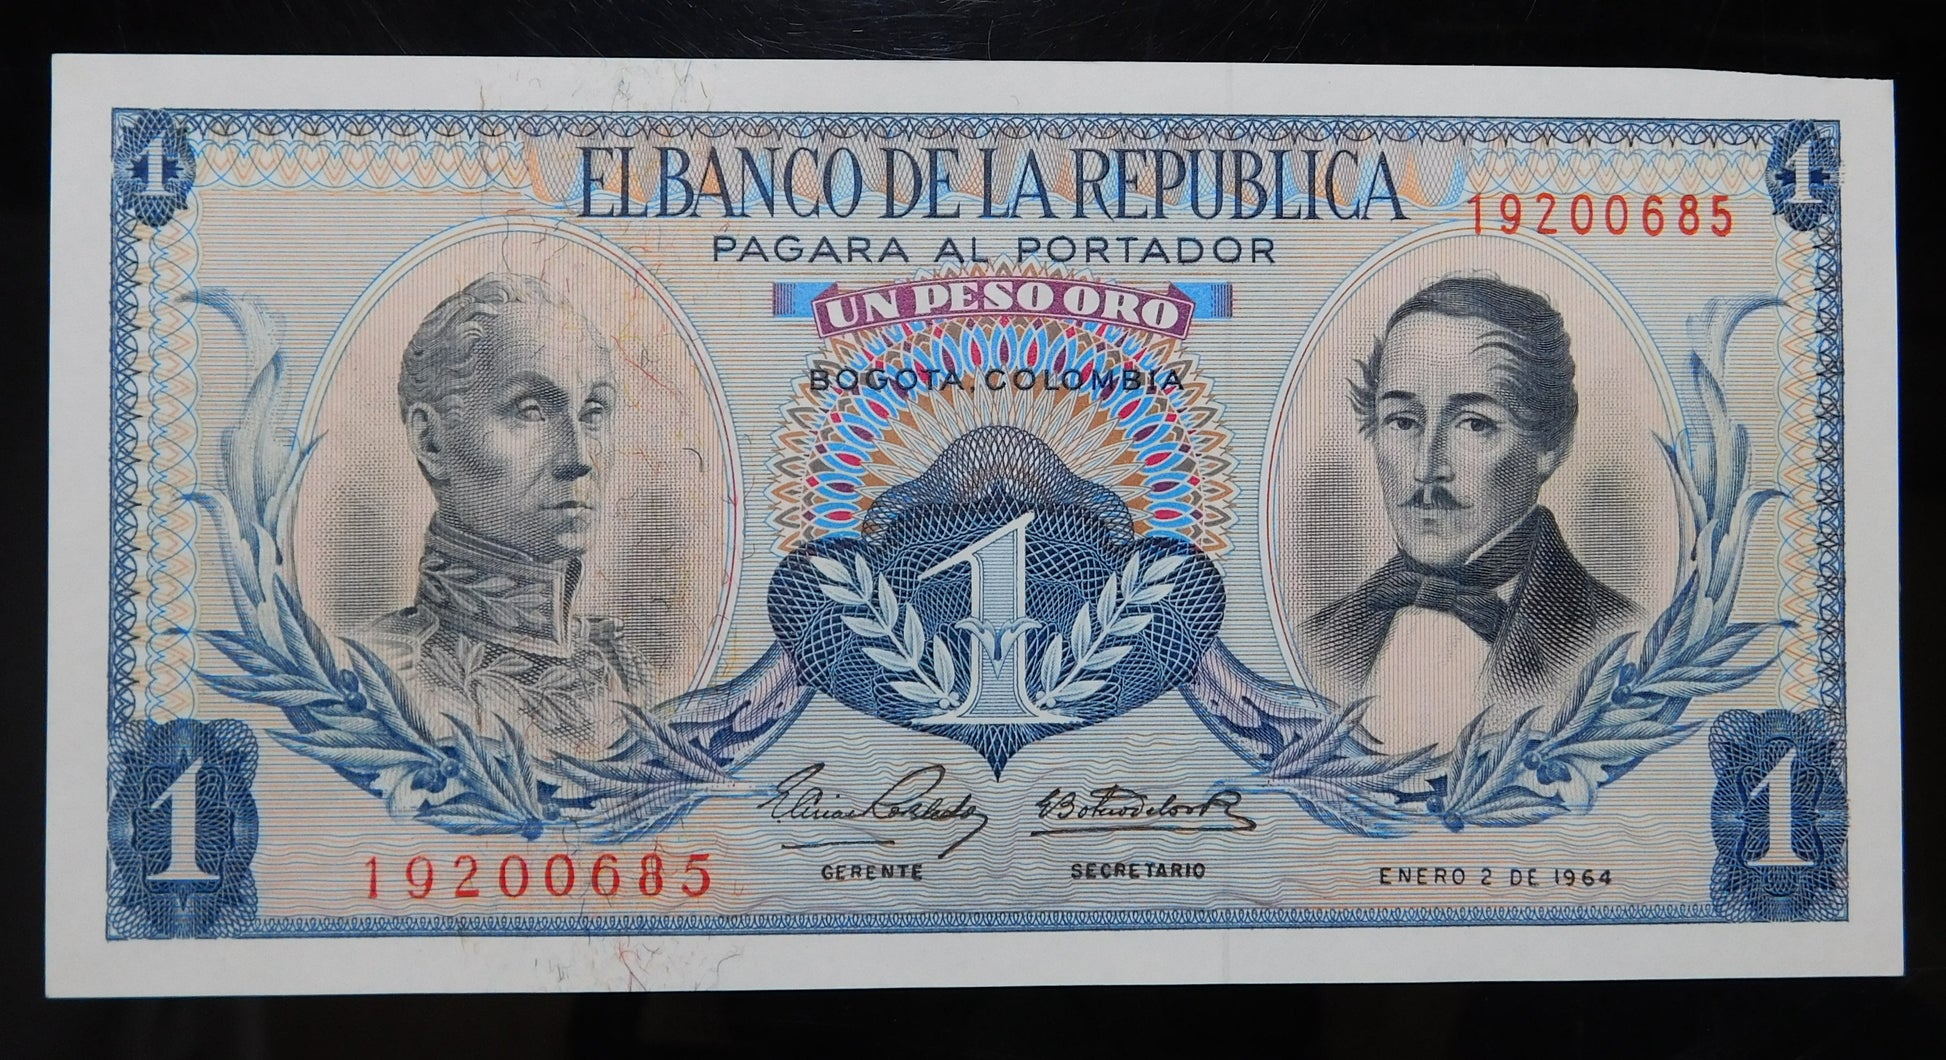 1 1
EL BANCO DE LA REPUBLICA
19200685
PAGARA AL PORTADOR
UN PESO ORO
BOGOTA, COLOMBIA
1
19200685
GERENTE SECRETARIO ENERO 2 DE 1964
1 1